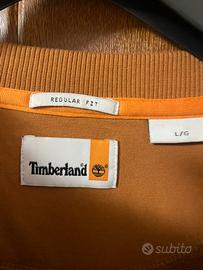 REGULAR FIT
L/G
Timberland
subito